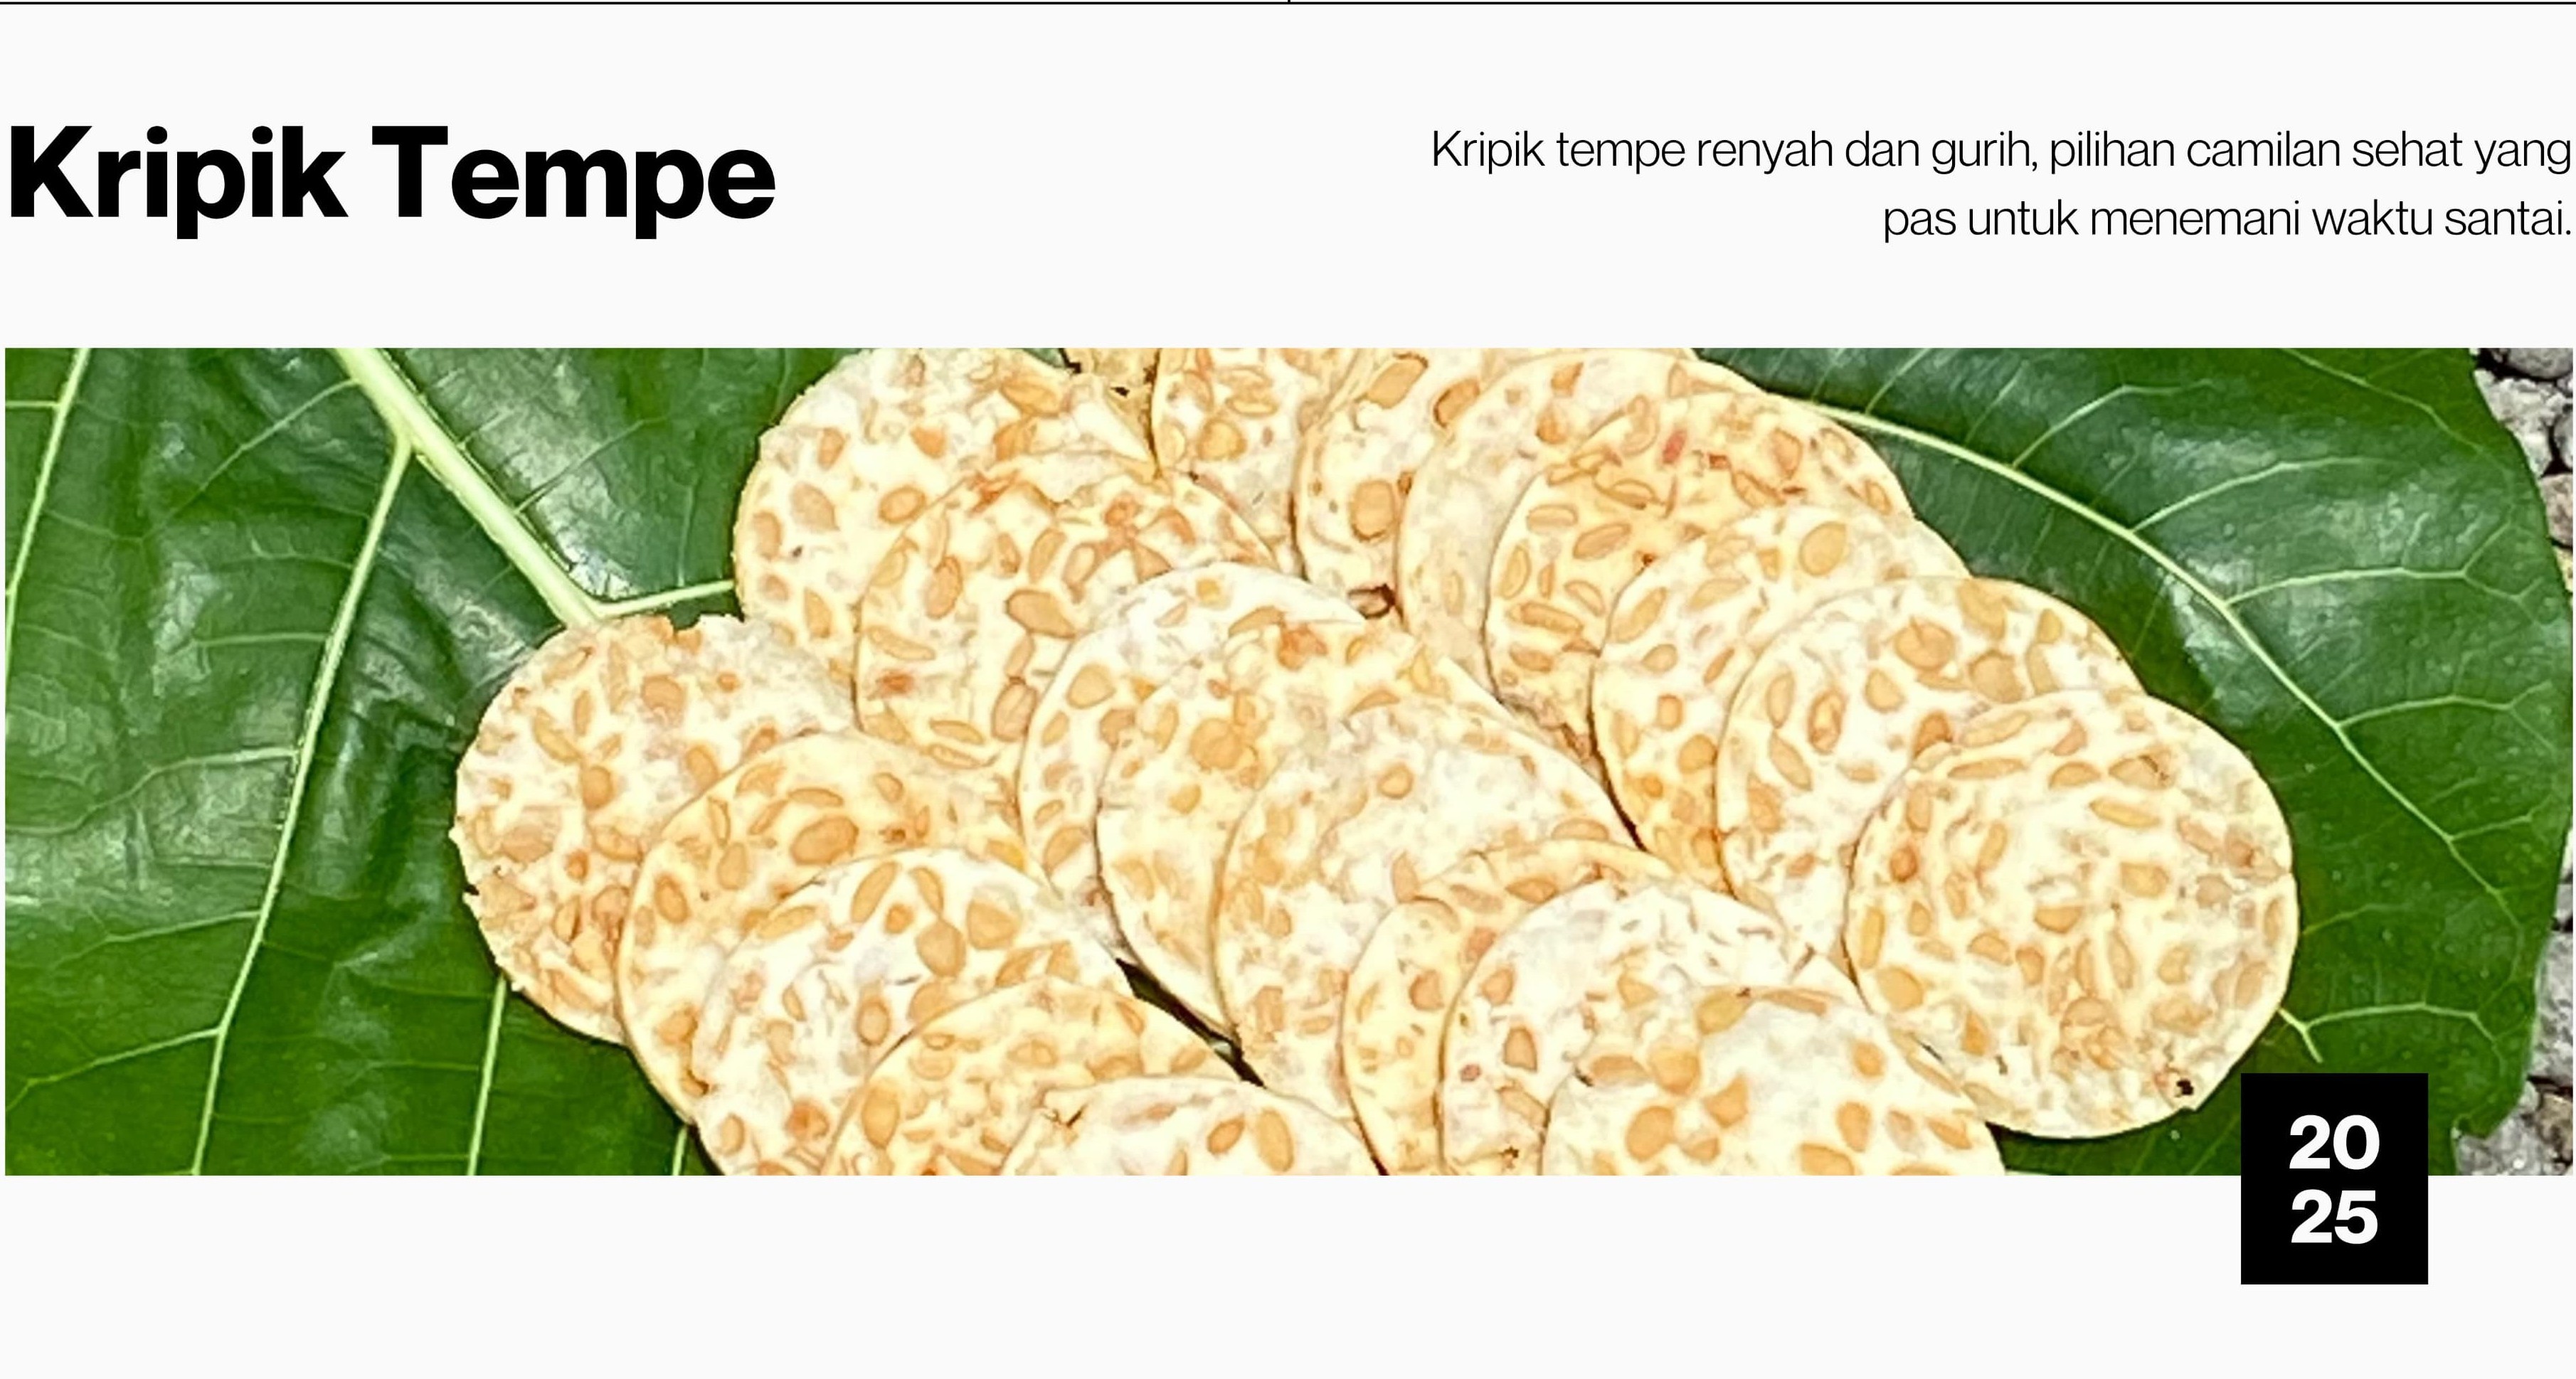 Kripik Tempe
Kripik tempe renyah dan gurih, pilihan camilan sehat yang
pas untuk menemani waktu santai.
20
25